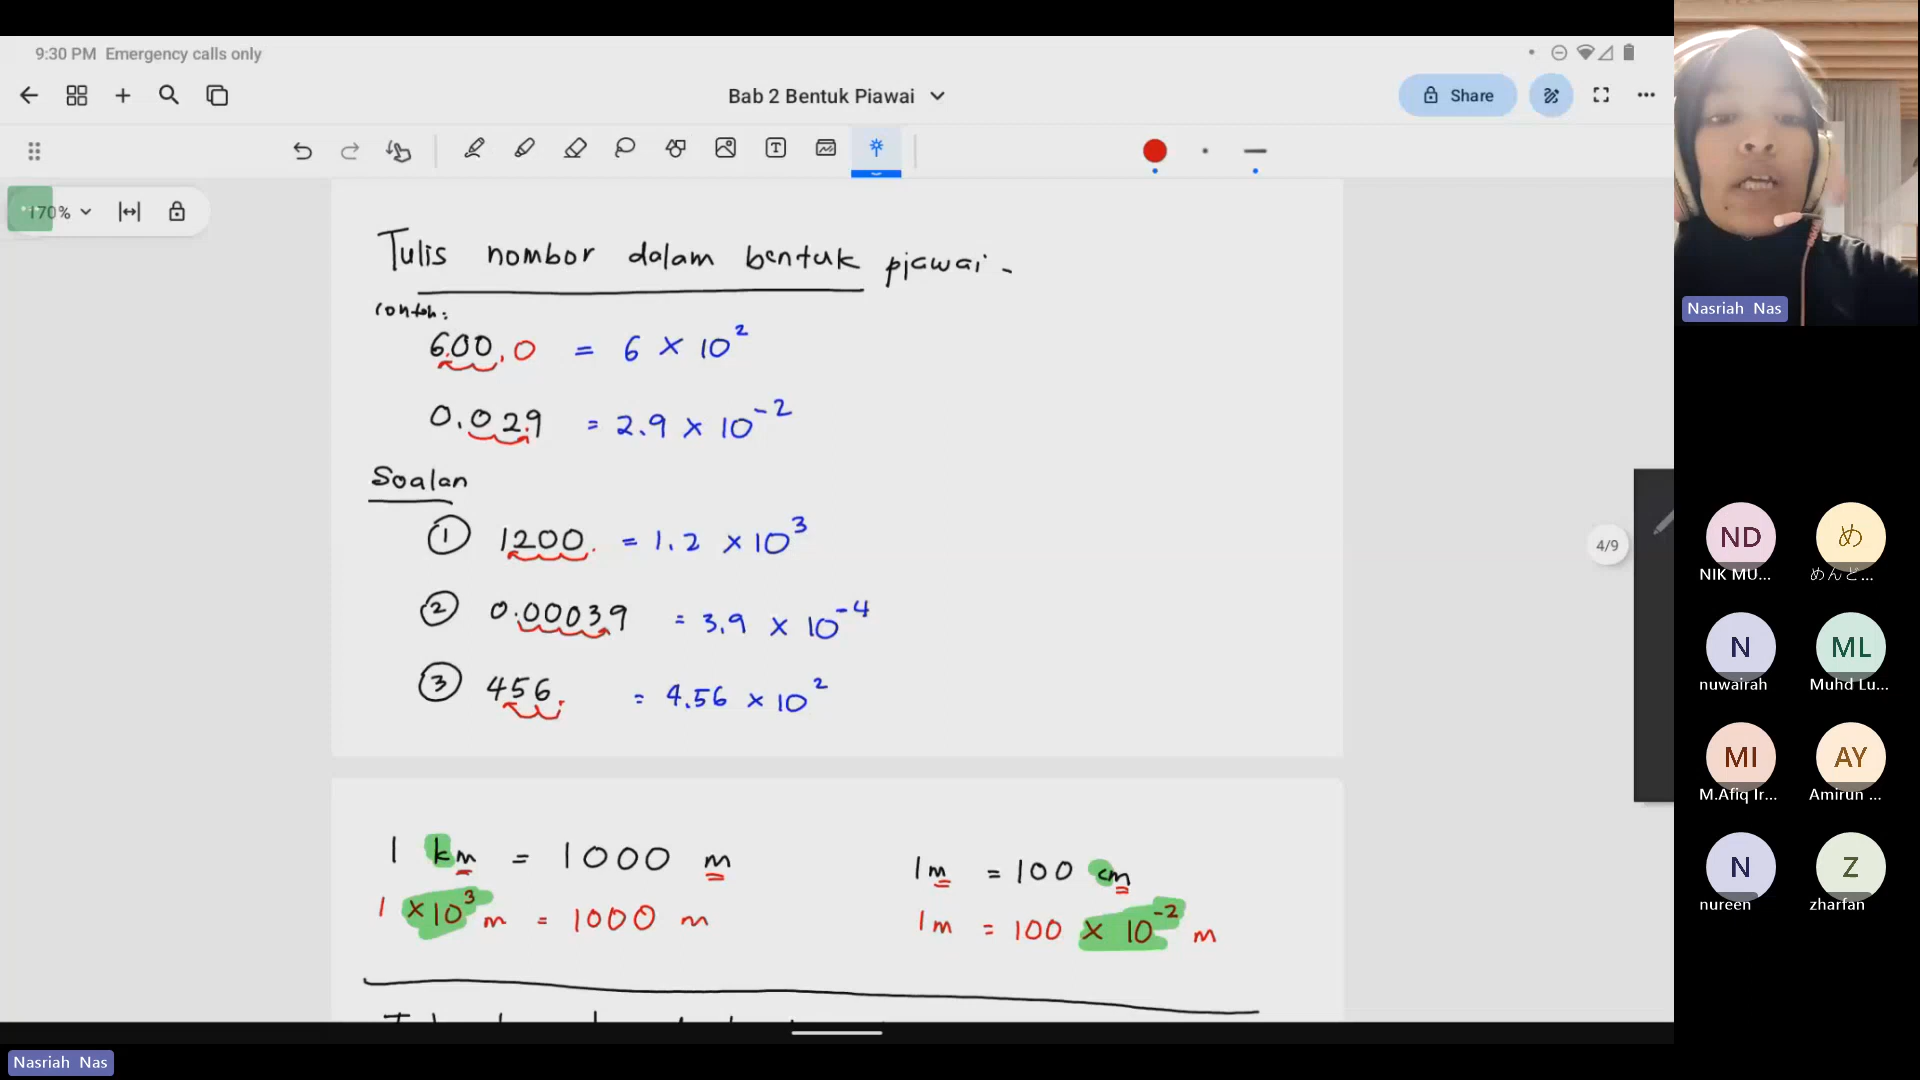 9:30 PM Emergency calls only
Bab 2 Bentuk Piawai
Share
170%
Tulis nombor dalam bentuk piawai.
contoh:
600.0 = 6 × 10²
0.029 = 2.9 × 10⁻²
Soalan
① 1200. = 1.2 × 10³
② 0.00039 = 3.9 × 10⁻⁴
③ 456. = 4.56 × 10²
4/9
1 km = 1000 m
1 × 10³ m = 1000 m
1m = 100 cm
1m = 100 × 10⁻² m
Nasriah Nas
ND
NIK MU...
め
めんど...
N
nuwairah
ML
Muhd Lu...
MI
M.Afiq Ir...
AY
Amirun ...
N
nureen
Z
zharfan
Nasriah Nas